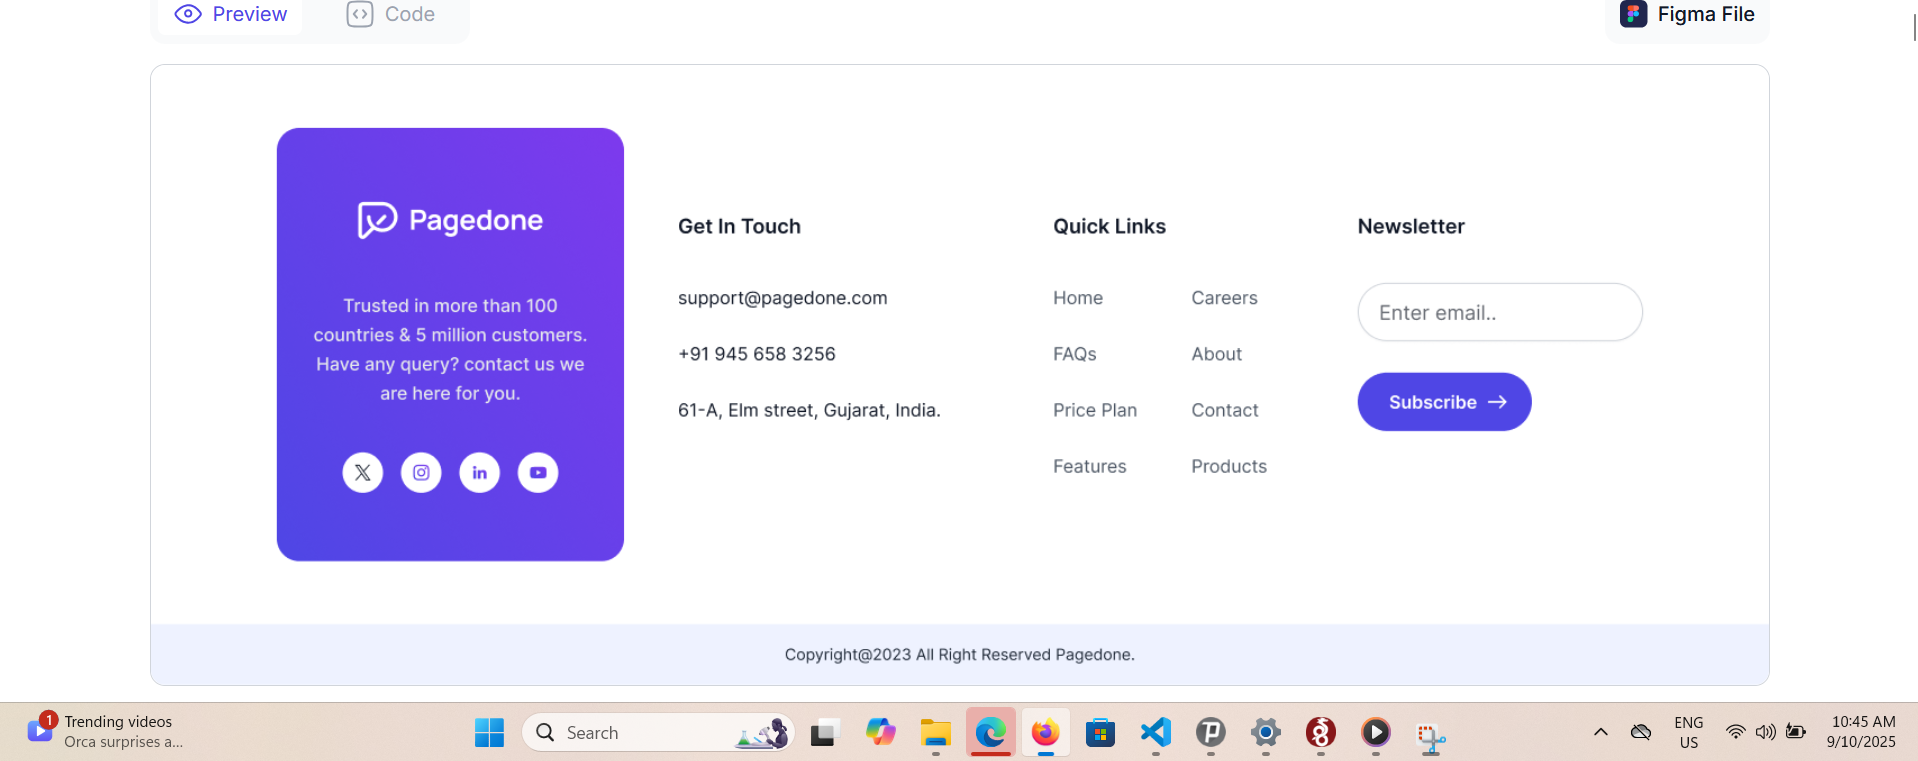 Preview
Code
Figma File
Pagedone
Trusted in more than 100
countries & 5 million customers.
Have any query? contact us we
are here for you.
in
Get In Touch
support@pagedone.com
+91 945 658 3256
61-A, Elm street, Gujarat, India.
Quick Links
Home
FAQs
Price Plan
Features
Careers
About
Contact
Products
Newsletter
Enter email..
Subscribe
Copyright@2023 All Right Reserved Pagedone.
1
Trending videos
Orca surprises a...
Search
ENG
US
10:45 AM
9/10/2025